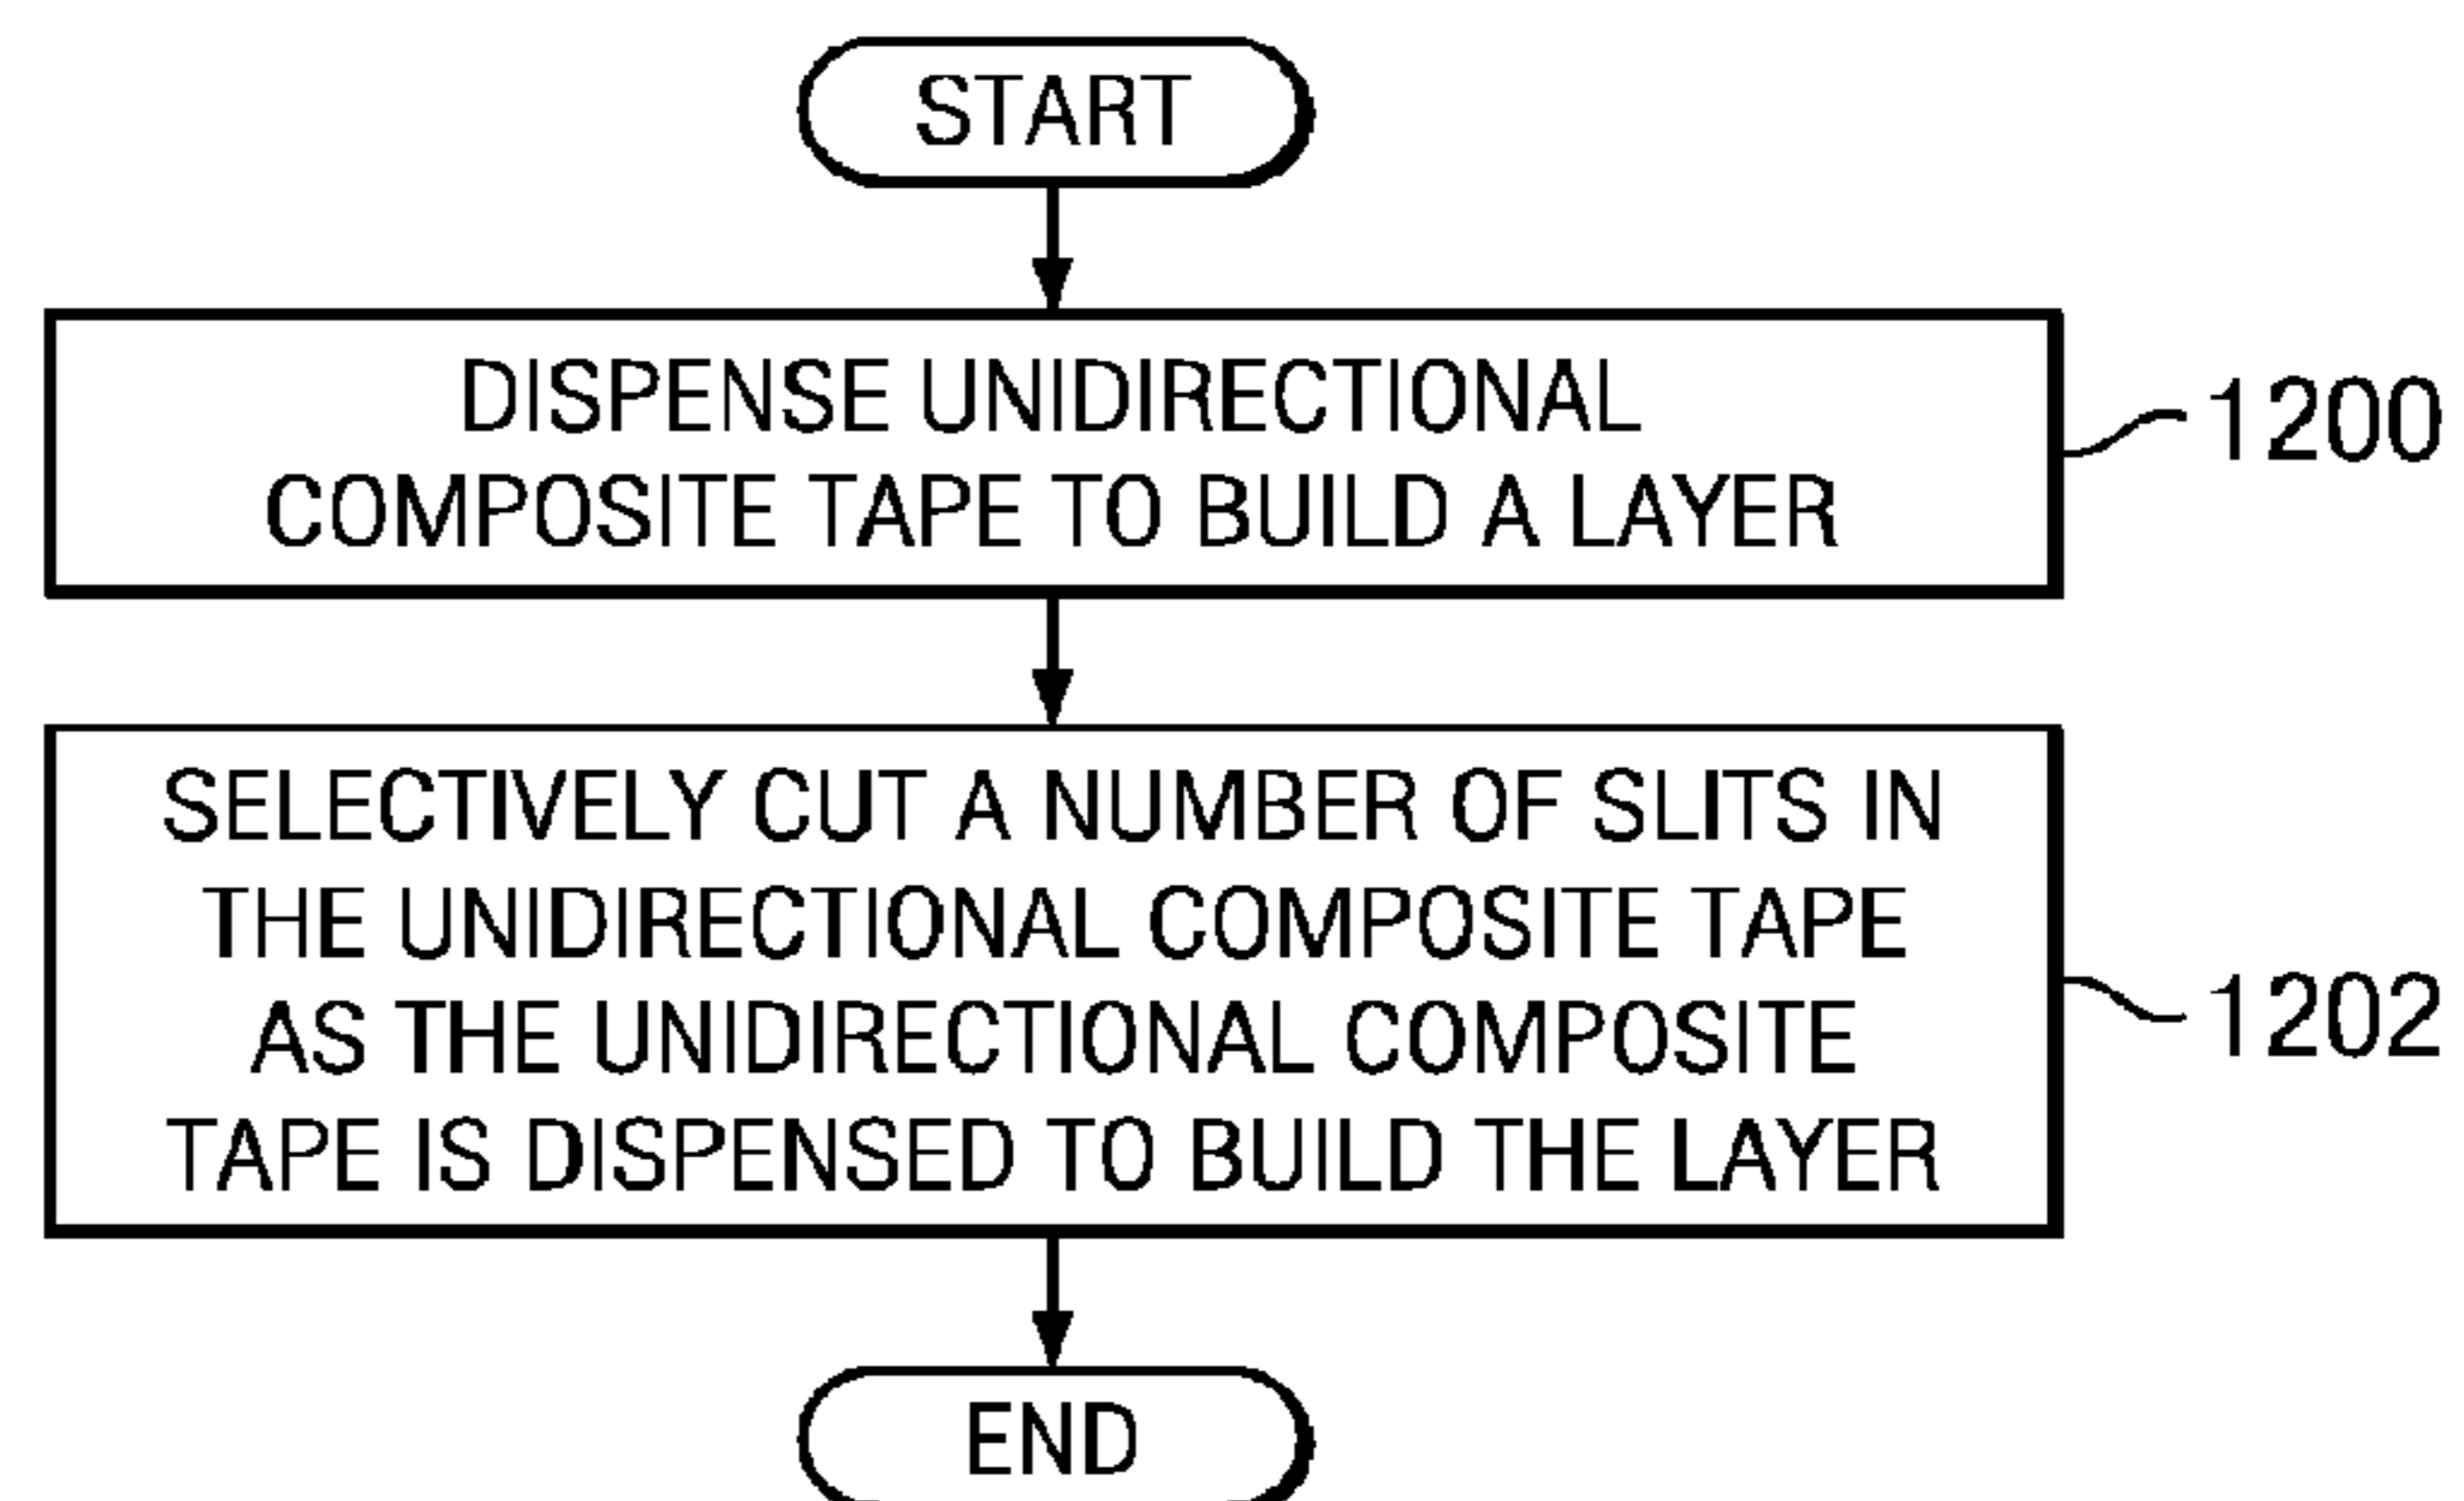 START
DISPENSE UNIDIRECTIONAL
COMPOSITE TAPE TO BUILD A LAYER
1200
SELECTIVELY CUT A NUMBER OF SLITS IN
THE UNIDIRECTIONAL COMPOSITE TAPE
AS THE UNIDIRECTIONAL COMPOSITE
TAPE IS DISPENSED TO BUILD THE LAYER
1202
END